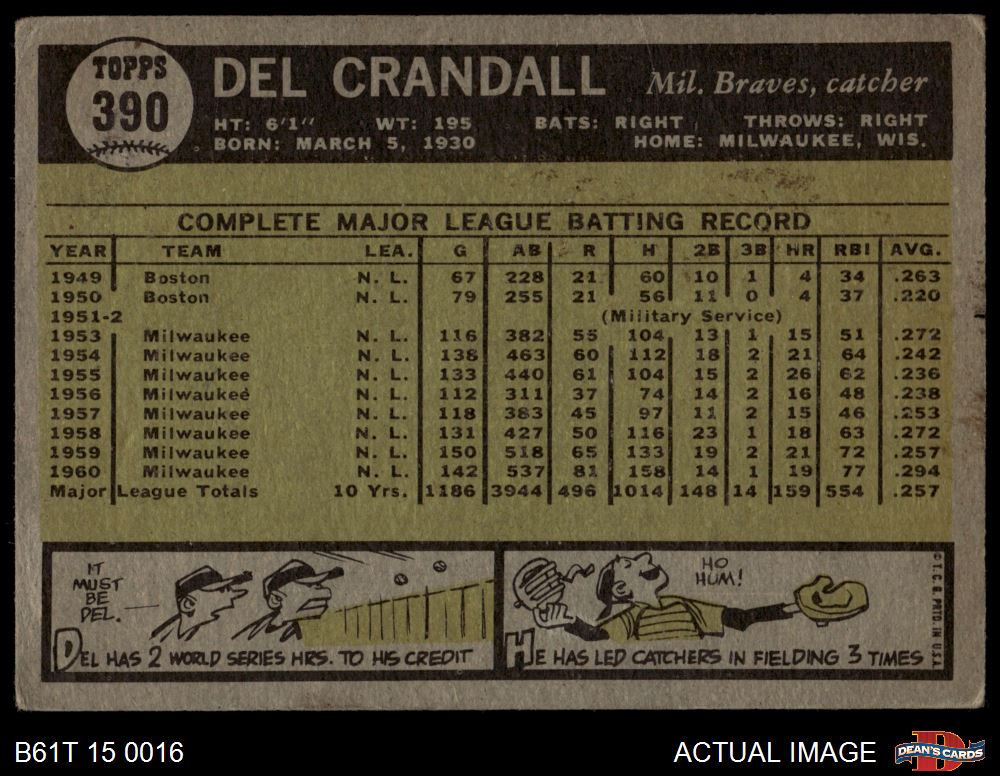 TOPPS
390
DEL CRANDALL Mil. Braves, catcher
HT: 6'1" WT: 195 BATS: RIGHT THROWS: RIGHT
BORN: MARCH 5, 1930 HOME: MILWAUKEE, WIS.
COMPLETE MAJOR LEAGUE BATTING RECORD
YEAR TEAM LEA. G AB R H 2B 3B HR RBI AVG.
1949 Boston N. L. 67 228 21 60 10 1 4 34 .263
1950 Boston N. L. 79 255 21 56 11 0 4 37 .220
1951-2 (Military Service)
1953 Milwaukee N. L. 116 382 55 104 13 1 15 51 .272
1954 Milwaukee N. L. 138 463 60 112 18 2 21 64 .242
1955 Milwaukee N. L. 133 440 61 104 15 2 26 62 .236
1956 Milwaukee N. L. 112 311 37 74 14 2 16 48 .238
1957 Milwaukee N. L. 118 383 45 97 11 2 15 46 .253
1958 Milwaukee N. L. 131 427 50 116 23 1 18 63 .272
1959 Milwaukee N. L. 150 518 65 133 19 2 21 72 .257
1960 Milwaukee N. L. 142 537 81 158 14 1 19 77 .294
Major League Totals 10 Yrs. 1186 3944 496 1014 148 14 159 554 .257
IT
MUST
BE
DEL.
DEL HAS 2 WORLD SERIES HRS. TO HIS CREDIT
HO
HUM!
HE HAS LED CATCHERS IN FIELDING 3 TIMES
© T. C. G. PRTD. IN U.S.A.
B61T 15 0016
ACTUAL IMAGE
DEAN'S CARDS